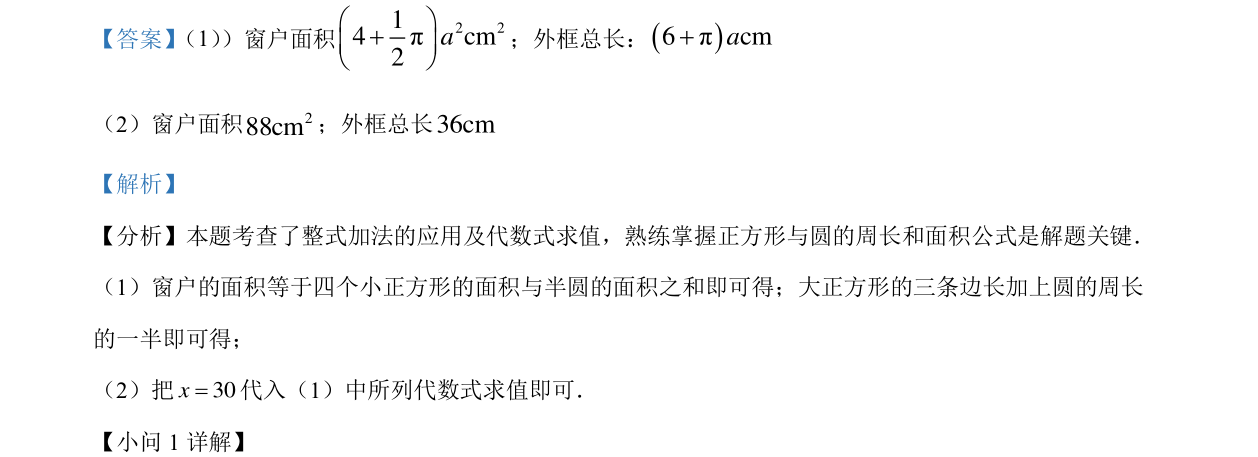 【答案】（1））窗户面积(4+1/2π)a²cm²；外框总长：(6+π)acm
（2）窗户面积88cm²；外框总长36cm
【解析】
【分析】本题考查了整式加法的应用及代数式求值，熟练掌握正方形与圆的周长和面积公式是解题关键．
（1）窗户的面积等于四个小正方形的面积与半圆的面积之和即可得；大正方形的三条边长加上圆的周长
的一半即可得；
（2）把x=30代入（1）中所列代数式求值即可．
【小问1详解】